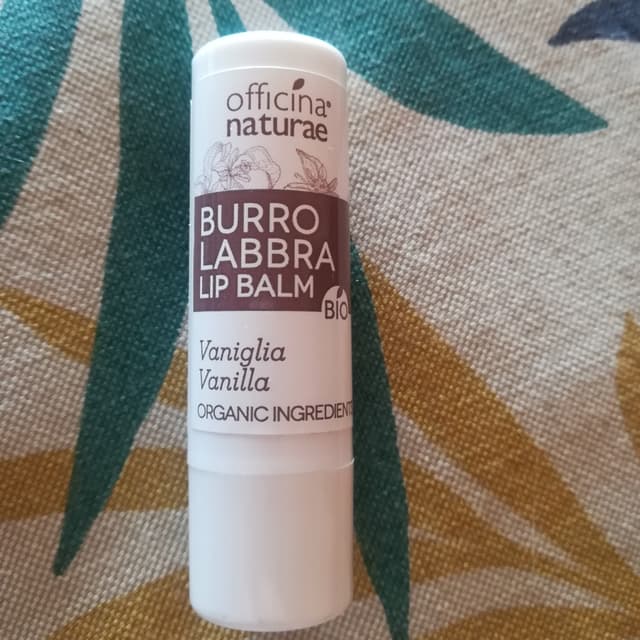 officina®
naturae
BURRO
LABBRA
LIP BALM
BIO
Vaniglia
Vanilla
ORGANIC INGREDIENTS